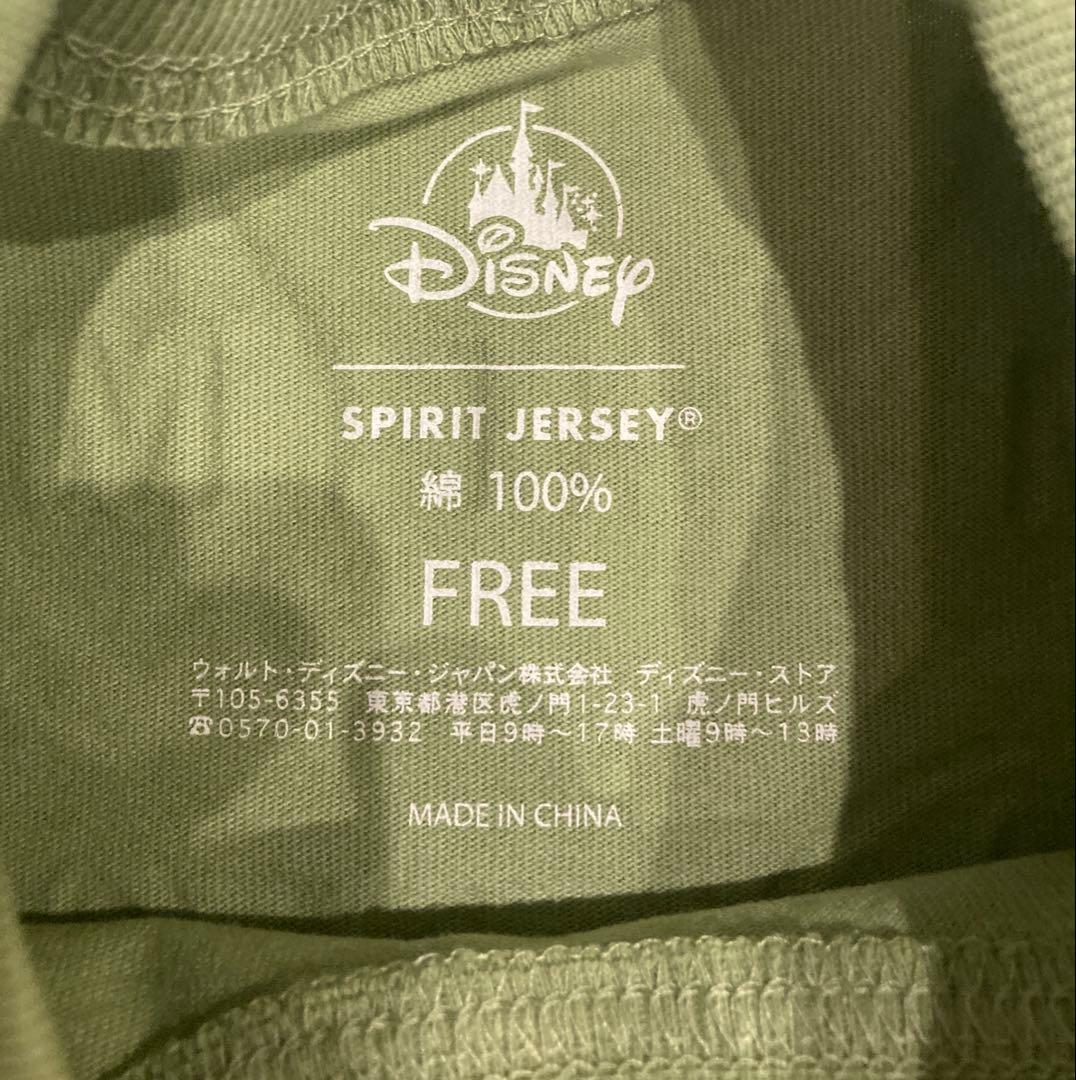 Disney
SPIRIT JERSEY®
綿 100%
FREE
ウォルト・ディズニー・ジャパン株式会社 ディズニー・ストア
〒105-6355 東京都港区虎ノ門1-23-1 虎ノ門ヒルズ
☎0570-01-3932 平日9時～17時 土曜9時～13時
MADE IN CHINA